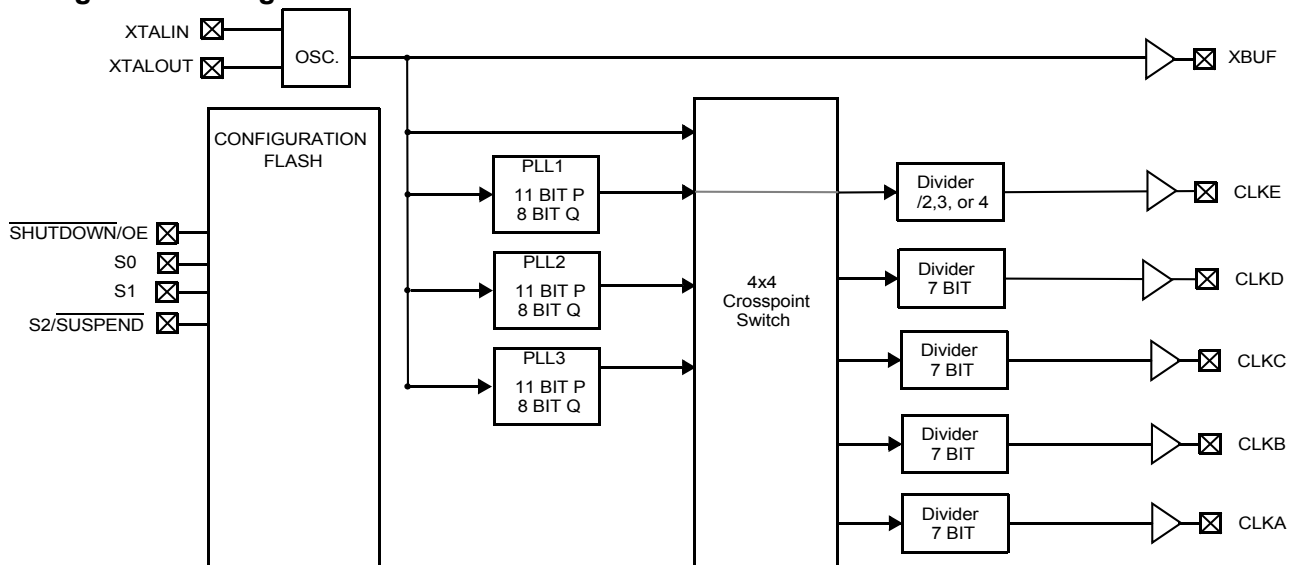 XTALIN
XTALOUT
OSC.
XBUF
CONFIGURATION
FLASH
SHUTDOWN/OE
S0
S1
S2/SUSPEND
PLL1
11 BIT P
8 BIT Q
PLL2
11 BIT P
8 BIT Q
PLL3
11 BIT P
8 BIT Q
4x4
Crosspoint
Switch
Divider
/2,3, or 4
CLKE
Divider
7 BIT
CLKD
Divider
7 BIT
CLKC
Divider
7 BIT
CLKB
Divider
7 BIT
CLKA